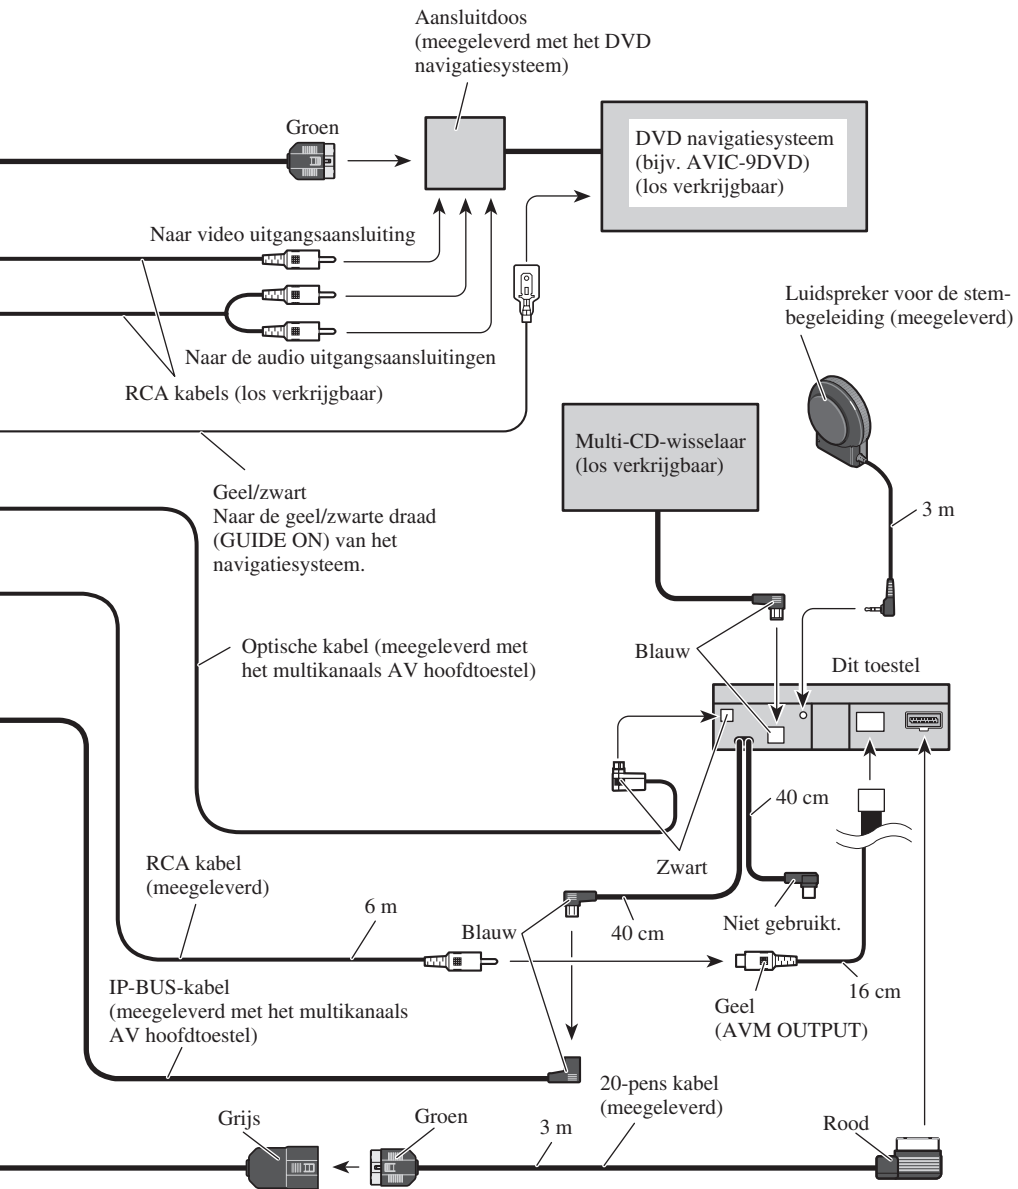 Aansluitdoos
(meegeleverd met het DVD
navigatiesysteem)
Groen
DVD navigatiesysteem
(bijv. AVIC-9DVD)
(los verkrijgbaar)
Naar video uitgangsaansluiting
Luidspreker voor de stem-
begeleiding (meegeleverd)
Naar de audio uitgangsaansluitingen
RCA kabels (los verkrijgbaar)
Multi-CD-wisselaar
(los verkrijgbaar)
Geel/zwart
Naar de geel/zwarte draad
(GUIDE ON) van het
navigatiesysteem.
3 m
Optische kabel (meegeleverd met
het multikanaals AV hoofdtoestel)
Blauw
Dit toestel
40 cm
Zwart
RCA kabel
(meegeleverd)
6 m
Blauw
40 cm
Niet gebruikt.
IP-BUS-kabel
(meegeleverd met het multikanaals
AV hoofdtoestel)
16 cm
Geel
(AVM OUTPUT)
20-pens kabel
(meegeleverd)
Grijs
Groen
3 m
Rood